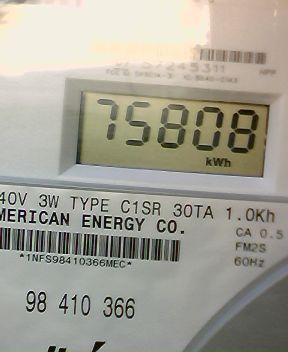 75808
kWh
40V 3W TYPE C1SR 30TA 1.0Kh
MERICAN ENERGY CO.
CA 0.5
*1NFS98410366MEC*
FM2S
60Hz
98 410 366